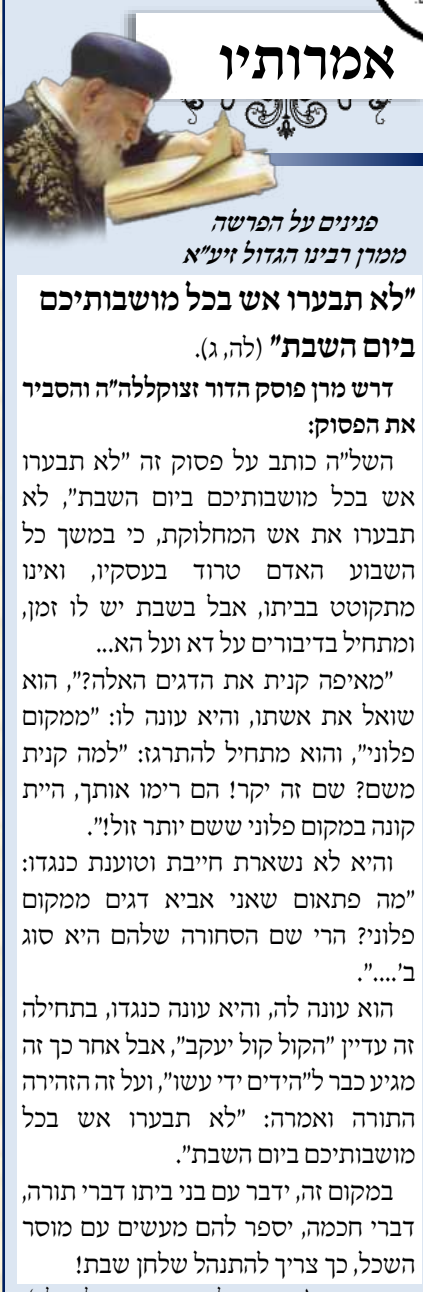 אמרותיו
פנינים על הפרשה
ממרן רבינו הגדול זיע"א
"לא תבערו אש בכל מושבותיכם
ביום השבת" (לה, ג).
דרש מרן פוסק הדור זצוקללה"ה והסביר
את הפסוק:
השל"ה כותב על פסוק זה "לא תבערו
אש בכל מושבותיכם ביום השבת", לא
תבערו את אש המחלוקת, כי במשך כל
השבוע האדם טרוד בעסקיו, ואינו
מתקוטט בביתו, אבל בשבת יש לו זמן,
ומתחיל בדיבורים על דא ועל הא...
"מאיפה קנית את הדגים האלה?", הוא
שואל את אשתו, והיא עונה לו: "ממקום
פלוני", והוא מתחיל להתרגז: "למה קנית
משם? שם זה יקר! הם רימו אותך, היית
קונה במקום פלוני ששם יותר זול!".
והיא לא נשארת חייבת וטוענת כנגדו:
"מה פתאום שאני אביא דגים ממקום
פלוני? הרי שם הסחורה שלהם היא סוג
ב'....".
הוא עונה לה, והיא עונה כנגדו, בתחילה
זה עדיין "הקול קול יעקב", אבל אחר כך זה
מגיע כבר ל"הידים ידי עשו", ועל זה הזהירה
התורה ואמרה: "לא תבערו אש בכל
מושבותיכם ביום השבת".
במקום זה, ידבר עם בני ביתו דברי תורה,
דברי חכמה, יספר להם מעשים עם מוסר
השכל, כך צריך להתנהל שלחן שבת!